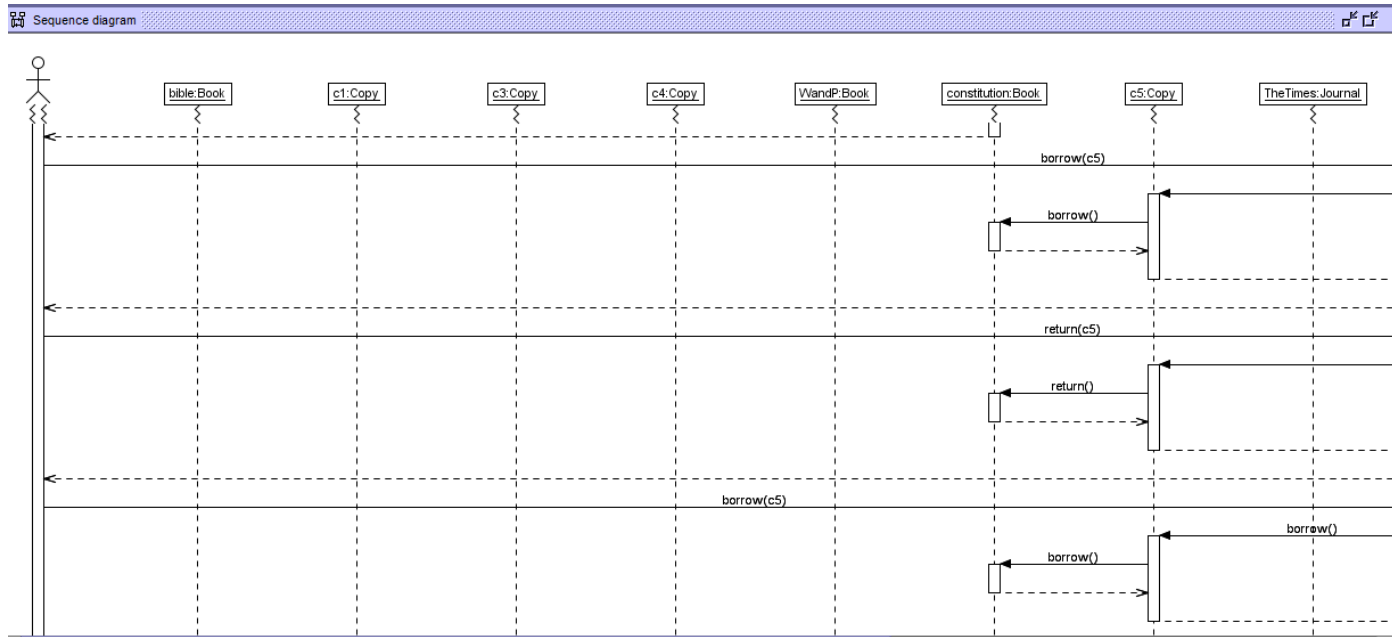 Sequence diagram
bible:Book
c1:Copy
c3:Copy
c4:Copy
WandP:Book
constitution:Book
c5:Copy
TheTimes:Journal
borrow(c5)
borrow()
return(c5)
return()
borrow(c5)
borrow()
borrow()